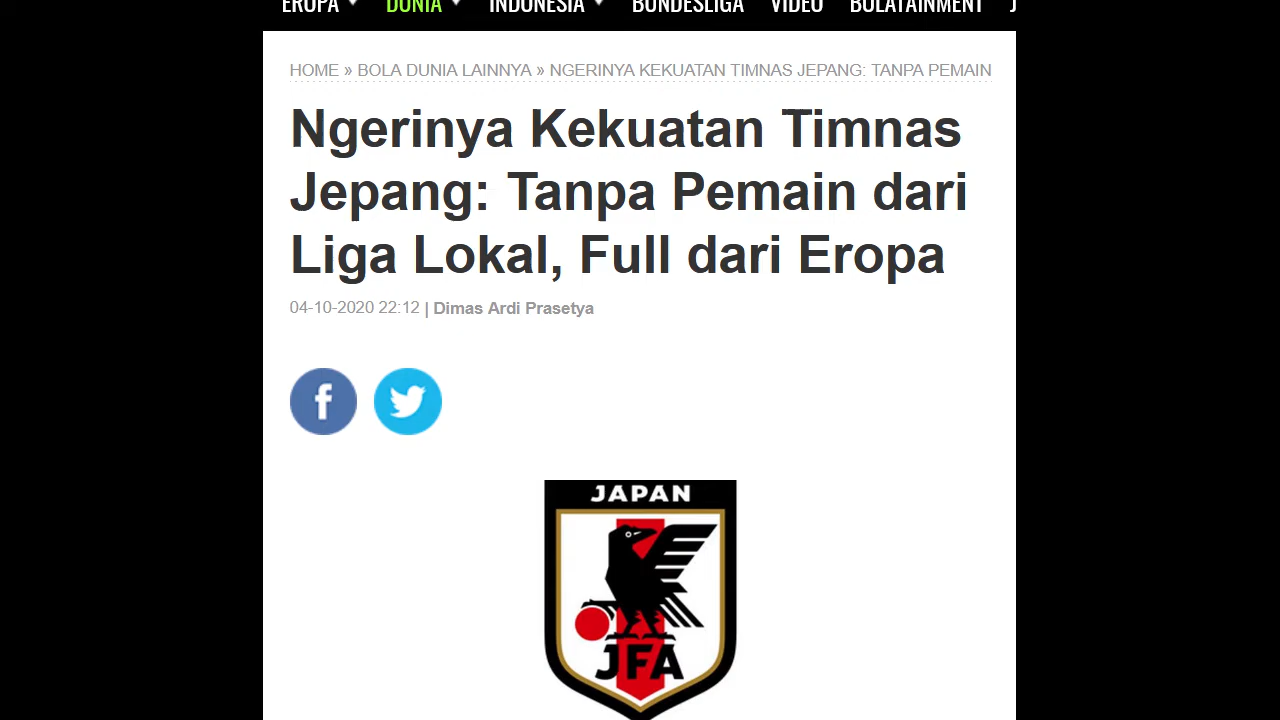 EROPA DUNIA INDONESIA BUNDESLIGA VIDEO BOLATAINMENT J
HOME » BOLA DUNIA LAINNYA » NGERINYA KEKUATAN TIMNAS JEPANG: TANPA PEMAIN
Ngerinya Kekuatan Timnas
Jepang: Tanpa Pemain dari
Liga Lokal, Full dari Eropa
04-10-2020 22:12 | Dimas Ardi Prasetya
JAPAN
JFA